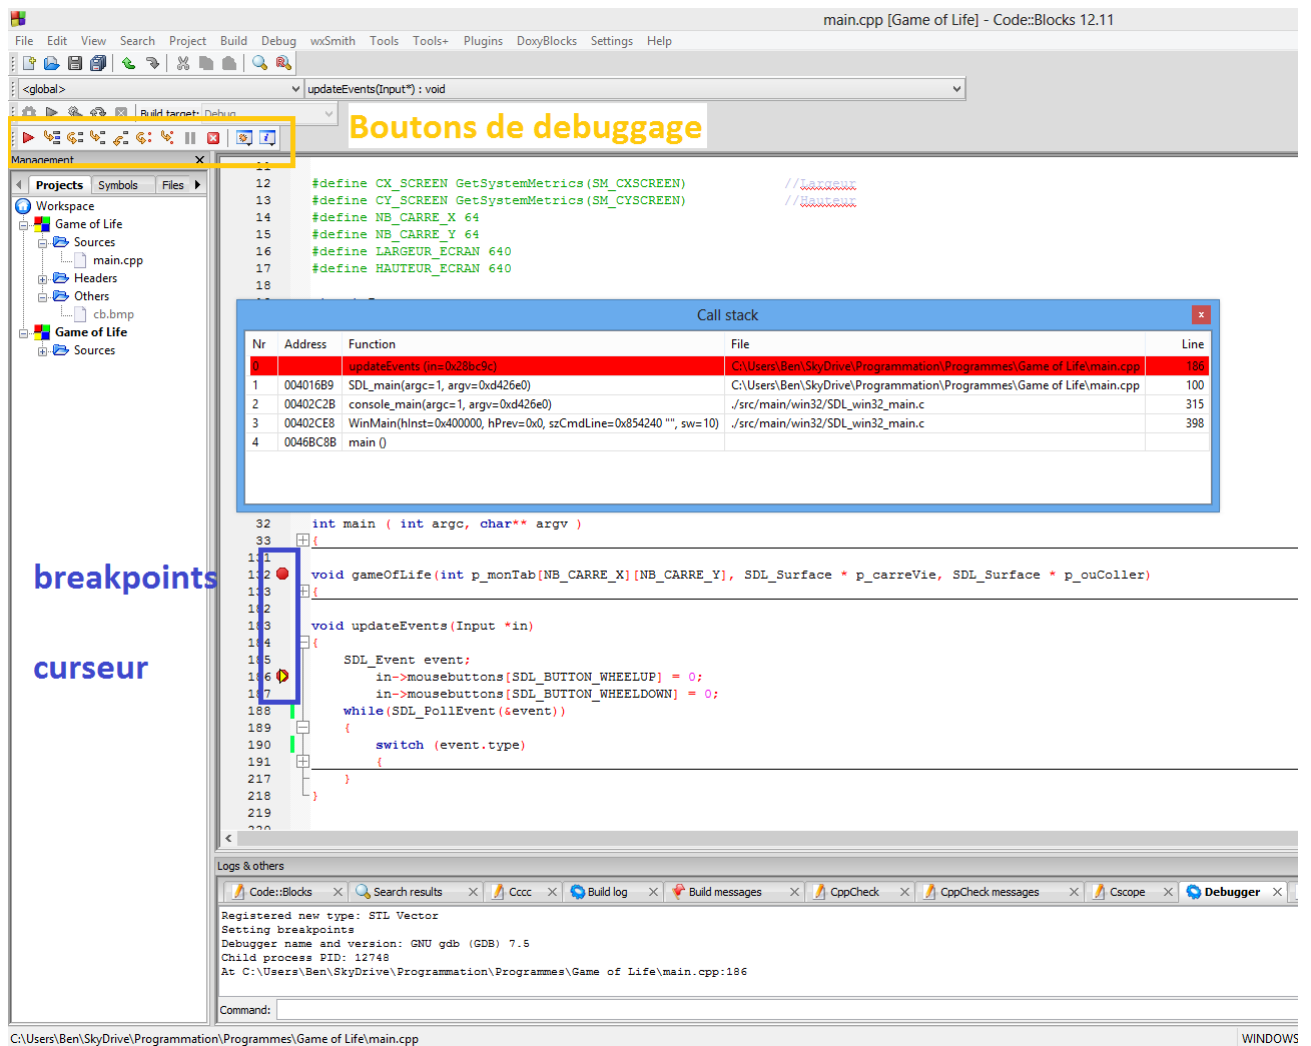 main.cpp [Game of Life] - Code::Blocks 12.11
File Edit View Search Project Build Debug wxSmith Tools Tools+ Plugins DoxyBlocks Settings Help
<global> updateEvents(Input*) : void
Build target: Debug
Boutons de debuggage
Management x
Projects Symbols Files
Workspace
Game of Life
Sources
main.cpp
Headers
Others
cb.bmp
Game of Life
Sources
12 #define CX_SCREEN GetSystemMetrics(SM_CXSCREEN) //Largeur
13 #define CY_SCREEN GetSystemMetrics(SM_CYSCREEN) //Hauteur
14 #define NB_CARRE_X 64
15 #define NB_CARRE_Y 64
16 #define LARGEUR_ECRAN 640
17 #define HAUTEUR_ECRAN 640
18
Call stack x
Nr Address Function File Line
0 updateEvents (in=0x28bc9c) C:\Users\Ben\SkyDrive\Programmation\Programmes\Game of Life\main.cpp 186
1 004016B9 SDL_main(argc=1, argv=0xd426e0) C:\Users\Ben\SkyDrive\Programmation\Programmes\Game of Life\main.cpp 100
2 00402C2B console_main(argc=1, argv=0xd426e0) ./src/main/win32/SDL_win32_main.c 315
3 00402CE8 WinMain(hInst=0x400000, hPrev=0x0, szCmdLine=0x854240 "", sw=10) ./src/main/win32/SDL_win32_main.c 398
4 0046BC8B main ()
32 int main ( int argc, char** argv )
33 {
131
132 void gameOfLife(int p_monTab[NB_CARRE_X][NB_CARRE_Y], SDL_Surface * p_carreVie, SDL_Surface * p_ouColler)
133 {
182
183 void updateEvents(Input *in)
184 {
185 SDL_Event event;
186 in->mousebuttons[SDL_BUTTON_WHEELUP] = 0;
187 in->mousebuttons[SDL_BUTTON_WHEELDOWN] = 0;
188 while(SDL_PollEvent(&event))
189 {
190 switch (event.type)
191 {
217 }
218 }
219
breakpoints
curseur
Logs & others
Code::Blocks Search results Cccc Build log Build messages CppCheck CppCheck messages Cscope Debugger
Registered new type: STL Vector
Setting breakpoints
Debugger name and version: GNU gdb (GDB) 7.5
Child process PID: 12748
At C:\Users\Ben\SkyDrive\Programmation\Programmes\Game of Life\main.cpp:186
Command:
C:\Users\Ben\SkyDrive\Programmation\Programmes\Game of Life\main.cpp WINDOWS